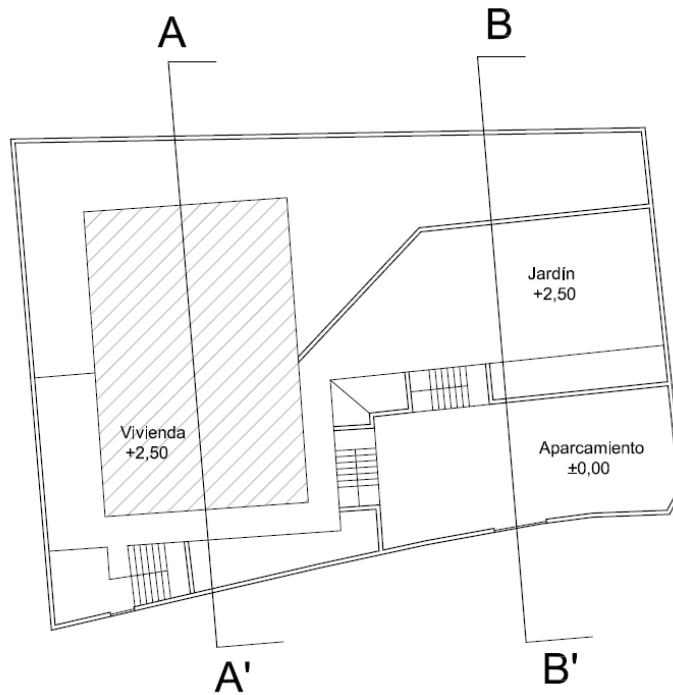 A
B
Jardín
+2,50
Vivienda
+2,50
Aparcamiento
±0,00
A'
B'